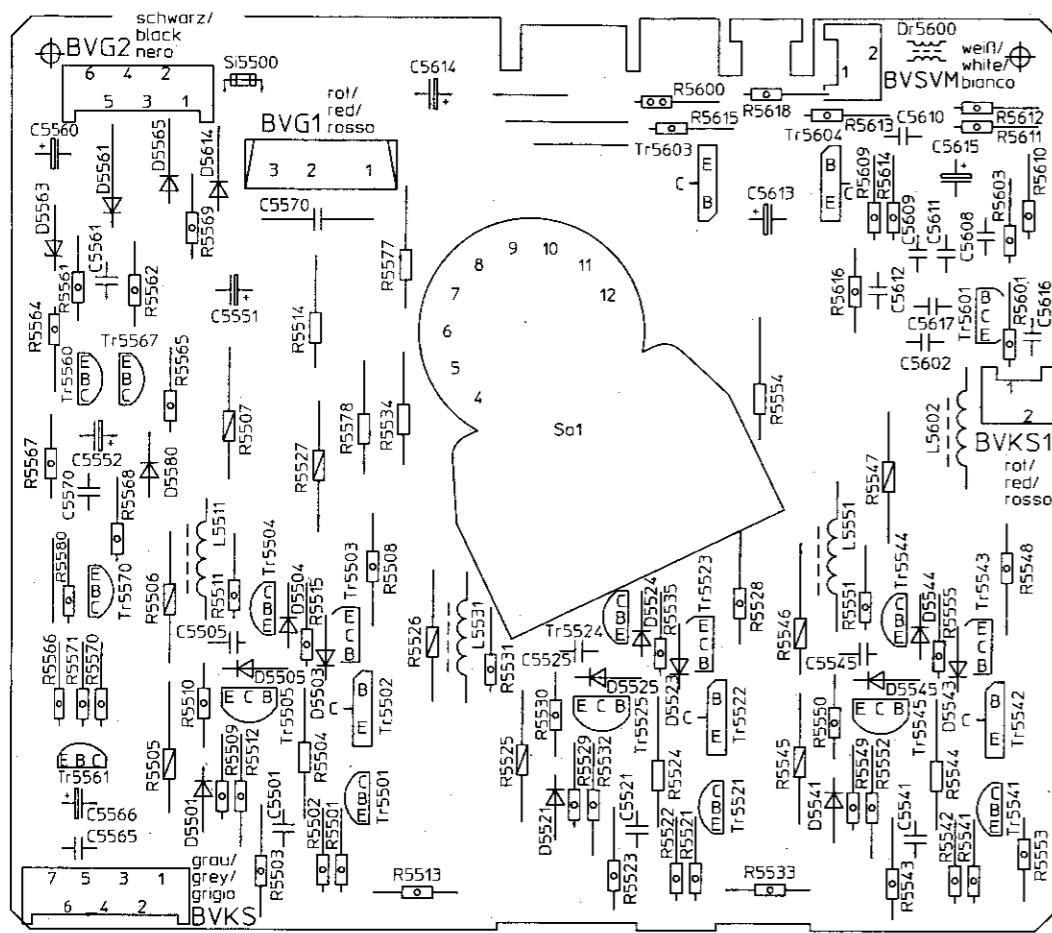 schwarz/
black
nero
BVG2
6 4 2
5 3 1
Si5500
C5614
rot/
red/
rosso
BVG1
3 2 1
R5600
R5618
R5615
Dr5600
2
1
weiß/
white/
bianco
BVSVM
R5612
R5611
C5610
R5613
Tr5604
Tr5603
E
C
B
B
C
E
C5560
D5561
D5565
D5614
D5563
R5569
C5570
C5561
R5561
R5562
C5551
R5577
R5514
C5613
R5609
R5614
C5615
C5609
C5611
C5608
R5603
R5610
R5616
C5612
C5617
C5602
Tr5601
B
C
E
R5601
C5616
R5564
Tr5560
E
B
C
Tr5567
E
B
C
R5565
R5507
R5527
R5578
R5534
R5554
4 5 6 7 8 9 10 11 12
Sa1
L5602
1
2
BVKS1
rot/
red/
rosso
R5567
C5552
C5570
R5568
D5580
R5547
R5580
Tr5570
E
B
C
R5506
L5511
R5511
Tr5504
E
C
B
D5504
R5515
Tr5503
E
C
B
R5508
C5505
D5505
D5503
R5526
L5531
R5531
Tr5524
E
C
B
D5524
R5535
Tr5523
E
C
B
R5528
C5525
D5525
D5523
R5546
L5551
R5551
Tr5544
E
C
B
D5544
R5555
Tr5543
E
C
B
R5548
C5545
D5545
D5543
R5566
R5571
R5570
R5510
E C B
Tr5505
Tr5502
B
C
E
R5530
E C B
Tr5525
Tr5522
B
C
E
R5550
E C B
Tr5545
Tr5542
B
C
E
E B C
Tr5561
R5505
D5501
R5509
R5512
R5504
C5501
R5502
R5501
Tr5501
C
B
E
R5503
R5525
D5521
R5529
R5532
R5524
C5521
R5522
R5521
Tr5521
C
B
E
R5523
R5545
D5541
R5549
R5552
R5544
C5541
R5542
R5541
Tr5541
C
B
E
R5543
R5553
C5566
C5565
R5513
R5533
grau/
grey/
grigio
7 5 3 1
6 4 2
BVKS